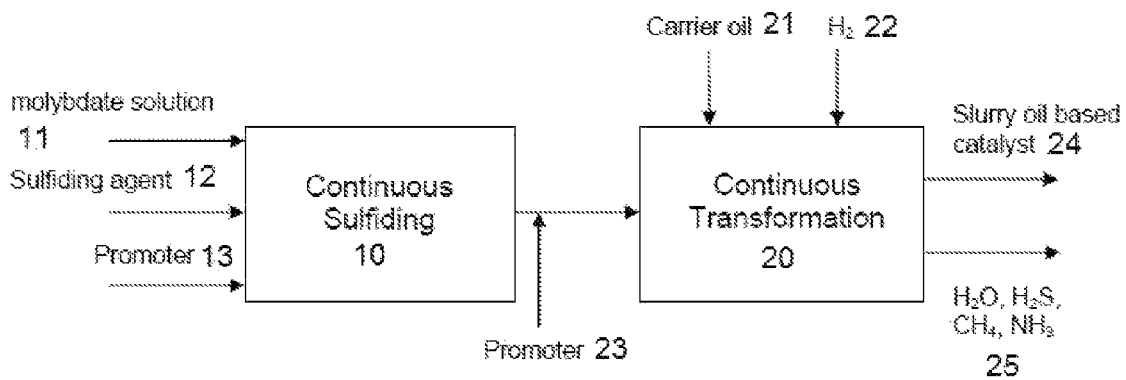 Carrier oil 21
H₂ 22
molybdate solution
11
Sulfiding agent 12
Promoter 13
Continuous
Sulfiding
10
Promoter 23
Continuous
Transformation
20
Slurry oil based
catalyst 24
H₂O, H₂S,
CH₄, NH₃
25